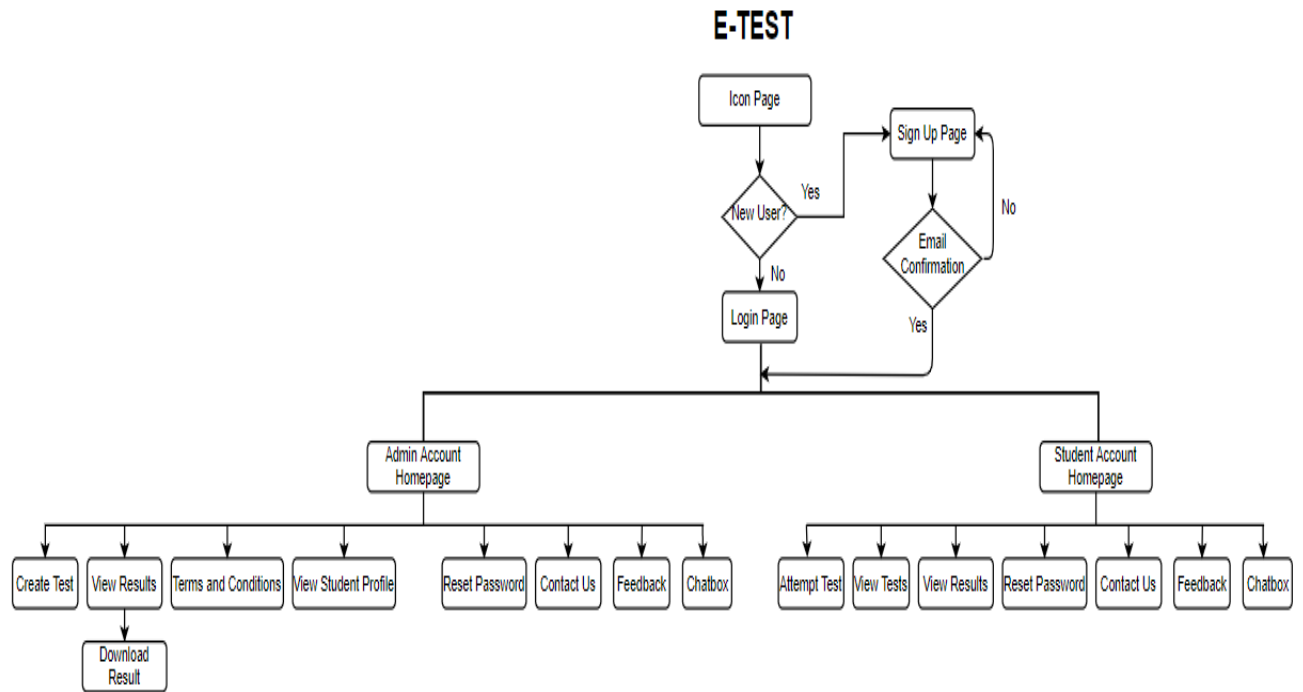 E-TEST
Icon Page
Sign Up Page
Yes
New User?
No
Email
Confirmation
No
Login Page
Yes
Admin Account
Homepage
Student Account
Homepage
Create Test
View Results
Terms and Conditions
View Student Profile
Reset Password
Contact Us
Feedback
Chatbox
Attempt Test
View Tests
View Results
Reset Password
Contact Us
Feedback
Chatbox
Download
Result